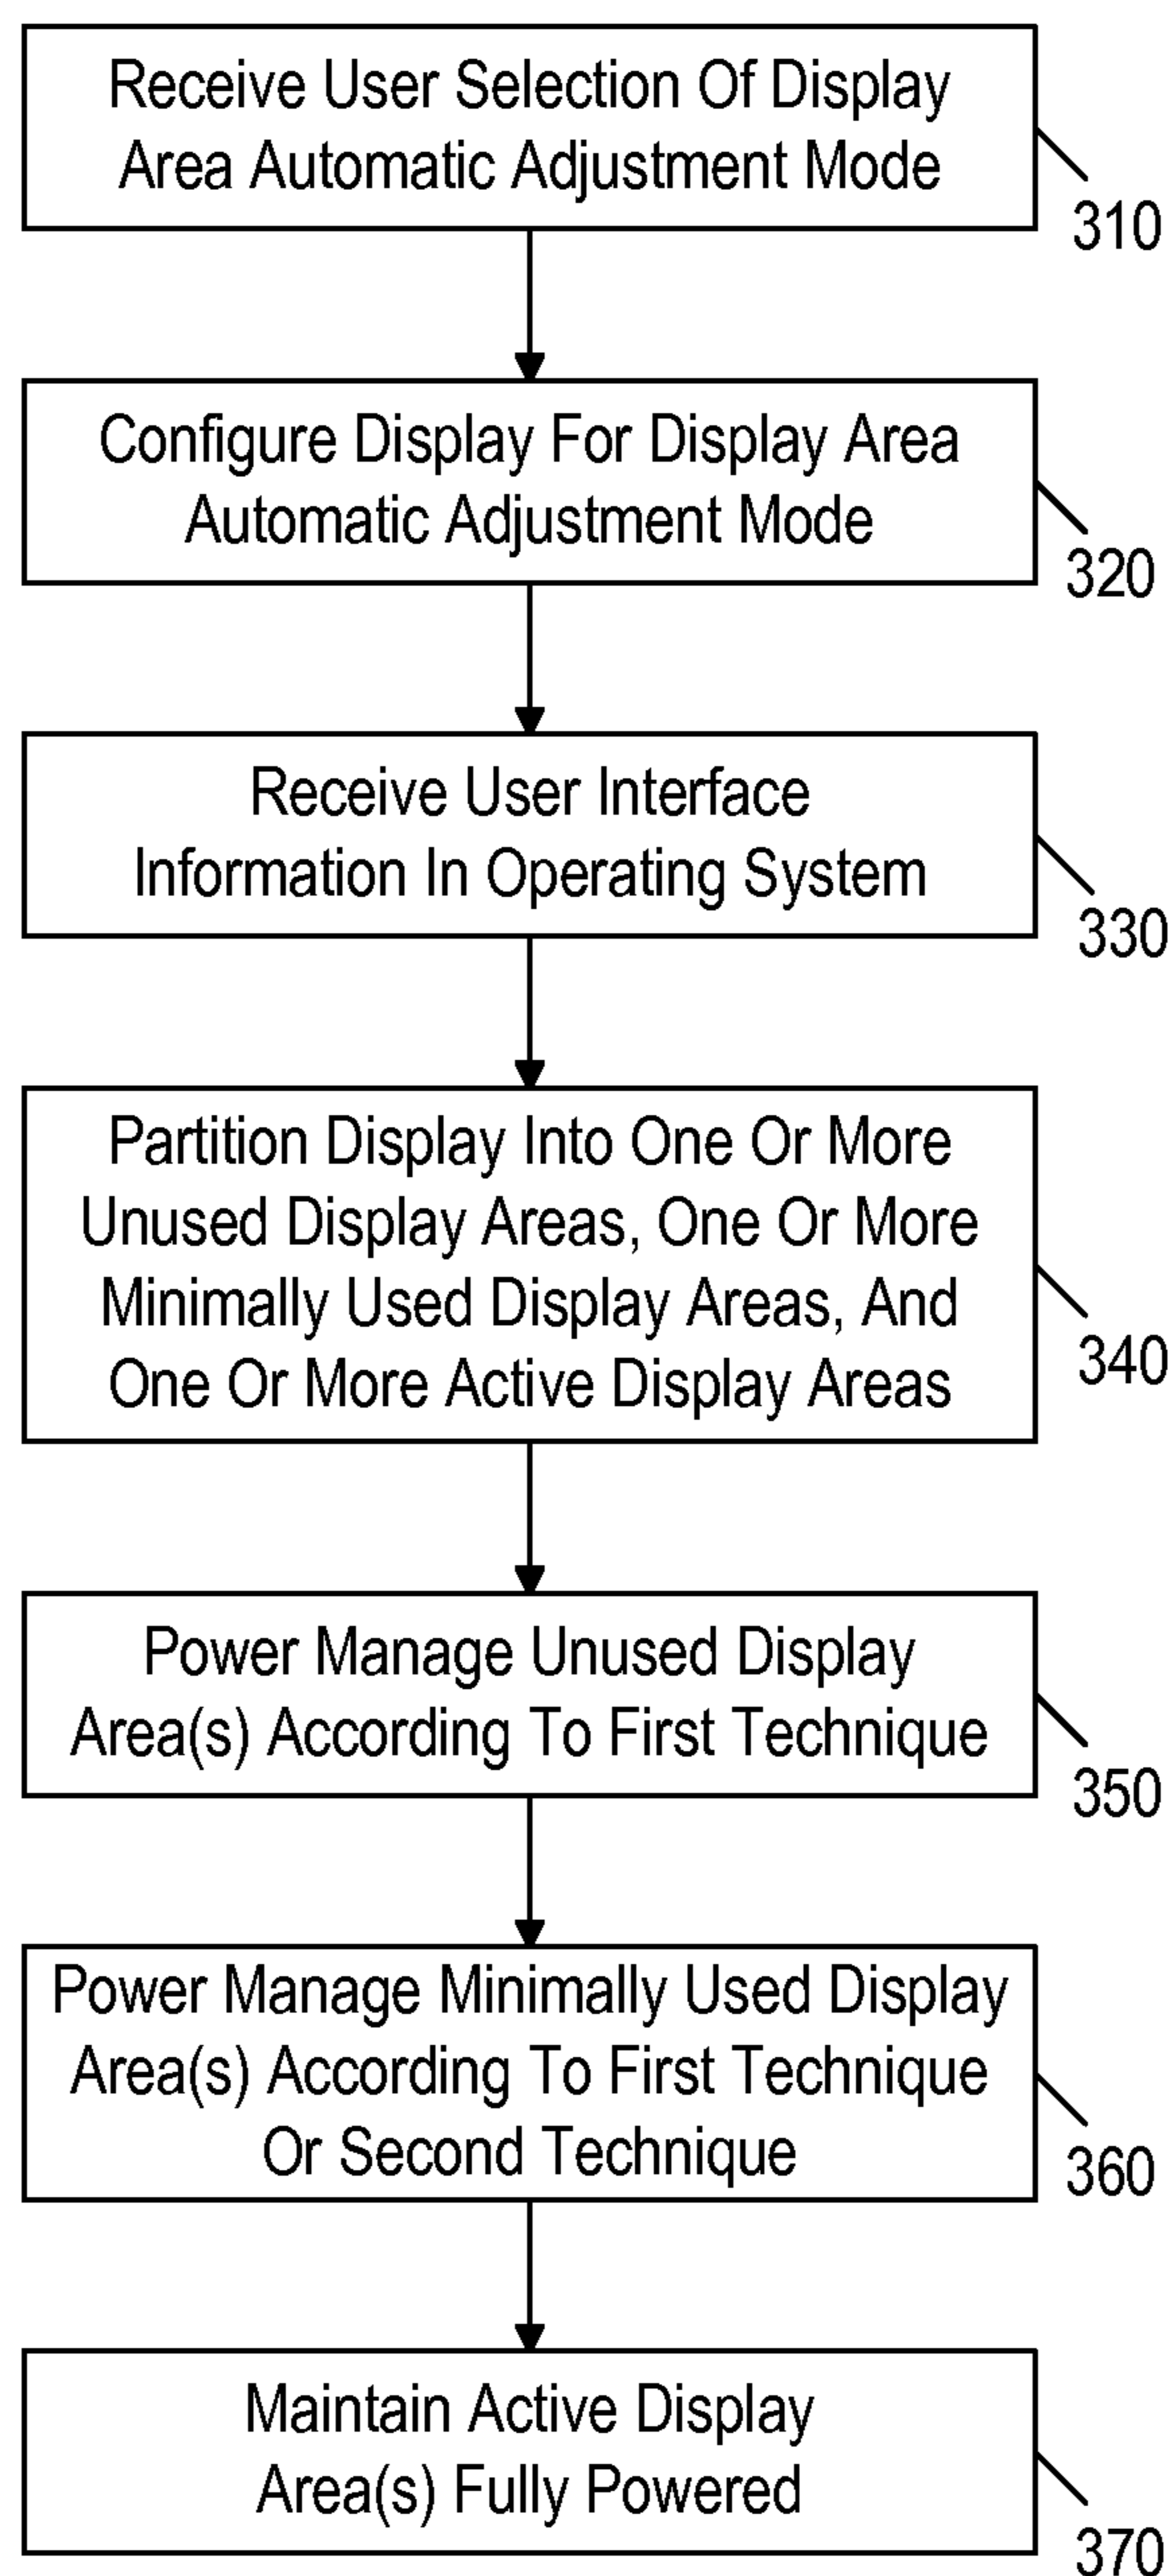 Receive User Selection Of Display
Area Automatic Adjustment Mode
310
Configure Display For Display Area
Automatic Adjustment Mode
320
Receive User Interface
Information In Operating System
330
Partition Display Into One Or More
Unused Display Areas, One Or More
Minimally Used Display Areas, And
One Or More Active Display Areas
340
Power Manage Unused Display
Area(s) According To First Technique
350
Power Manage Minimally Used Display
Area(s) According To First Technique
Or Second Technique
360
Maintain Active Display
Area(s) Fully Powered
370